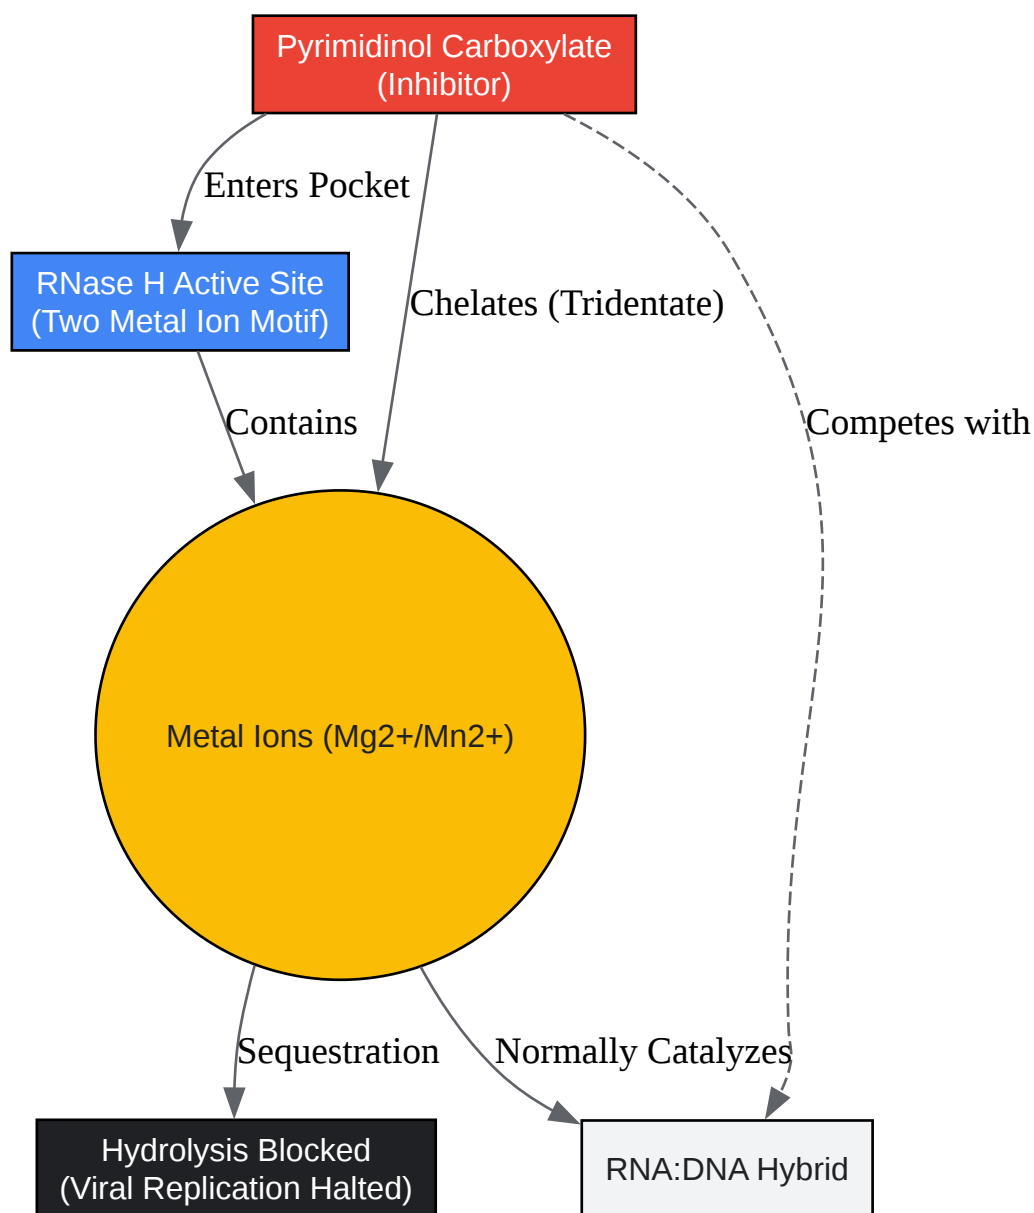 Pyrimidinol Carboxylate
(Inhibitor)
Enters Pocket
RNase H Active Site
(Two Metal Ion Motif)
Chelates (Tridentate)
Contains
Competes with
Metal Ions (Mg2+/Mn2+)
Sequestration
Normally Catalyzes
Hydrolysis Blocked
(Viral Replication Halted)
RNA:DNA Hybrid